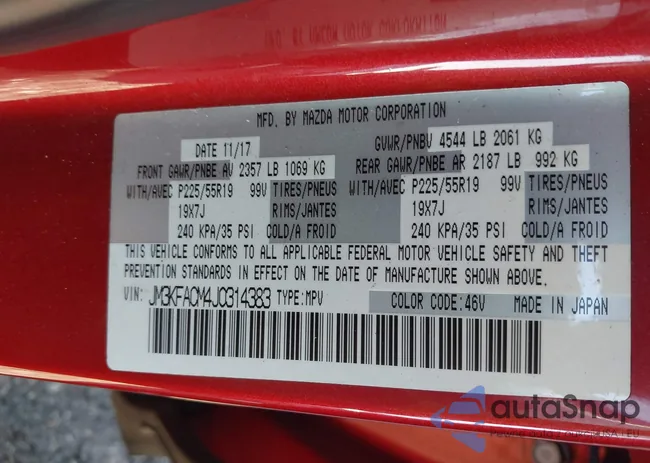 MFD. BY MAZDA MOTOR CORPORATION
DATE 11/17 GVWR/PNBV 4544 LB 2061 KG
FRONT GAWR/PNBE AV 2357 LB 1069 KG REAR GAWR/PNBE AR 2187 LB 992 KG
WITH/AVEC P225/55R19 99V TIRES/PNEUS WITH/AVEC P225/55R19 99V TIRES/PNEUS
19X7J RIMS/JANTES 19X7J RIMS/JANTES
240 KPA/35 PSI COLD/A FROID 240 KPA/35 PSI COLD/A FROID
THIS VEHICLE CONFORMS TO ALL APPLICABLE FEDERAL MOTOR VEHICLE SAFETY AND THEFT
PREVENTION STANDARDS IN EFFECT ON THE DATE OF MANUFACTURE SHOWN ABOVE.
VIN: JM3KFACM4J0314383 TYPE:MPV COLOR CODE:46V MADE IN JAPAN
autaSnap